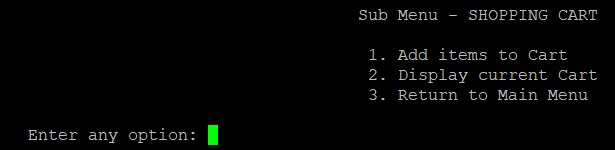 Sub Menu - SHOPPING CART
1. Add items to Cart
2. Display current Cart
3. Return to Main Menu
Enter any option: